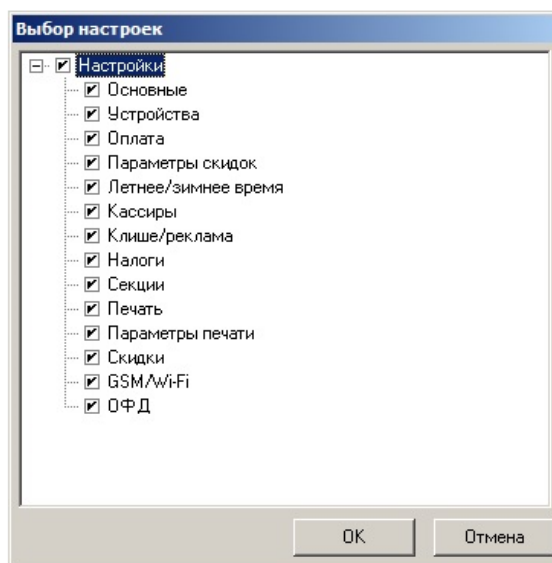 Выбор настроек
Настройки
Основные
Устройства
Оплата
Параметры скидок
Летнее/зимнее время
Кассиры
Клише/реклама
Налоги
Секции
Печать
Параметры печати
Скидки
GSM/Wi-Fi
ОФД
OK
Отмена